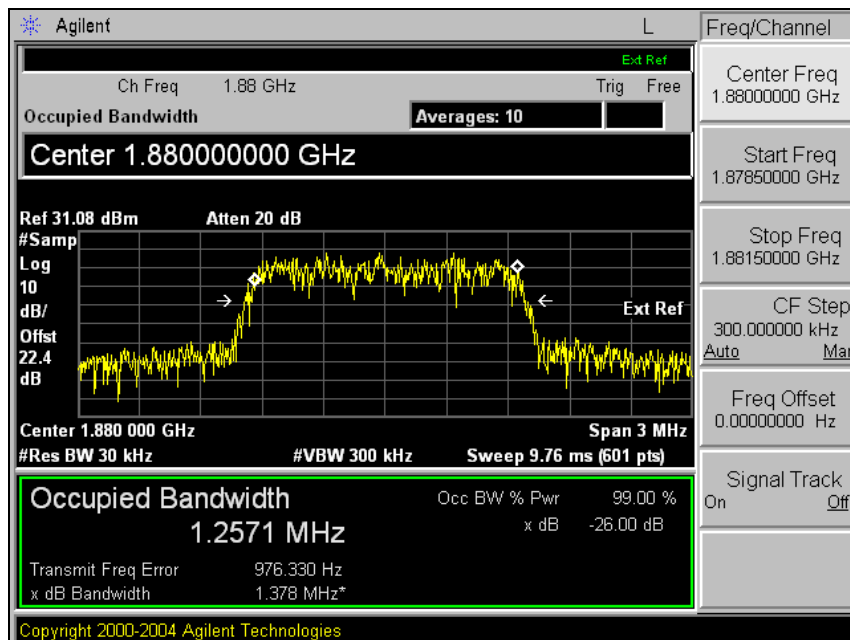 Agilent L Freq/Channel
Ext Ref
Ch Freq 1.88 GHz Trig Free
Occupied Bandwidth Averages: 10
Center 1.880000000 GHz
Center Freq
1.88000000 GHz
Start Freq
1.87850000 GHz
Stop Freq
1.88150000 GHz
CF Step
300.000000 kHz
Auto Man
Freq Offset
0.00000000 Hz
Signal Track
On Off
Ref 31.08 dBm Atten 20 dB
#Samp
Log
10
dB/
Offst
22.4
dB
Ext Ref
Center 1.880 000 GHz Span 3 MHz
#Res BW 30 kHz #VBW 300 kHz Sweep 9.76 ms (601 pts)
Occupied Bandwidth Occ BW % Pwr 99.00 %
1.2571 MHz x dB -26.00 dB
Transmit Freq Error 976.330 Hz
x dB Bandwidth 1.378 MHz*
Copyright 2000-2004 Agilent Technologies